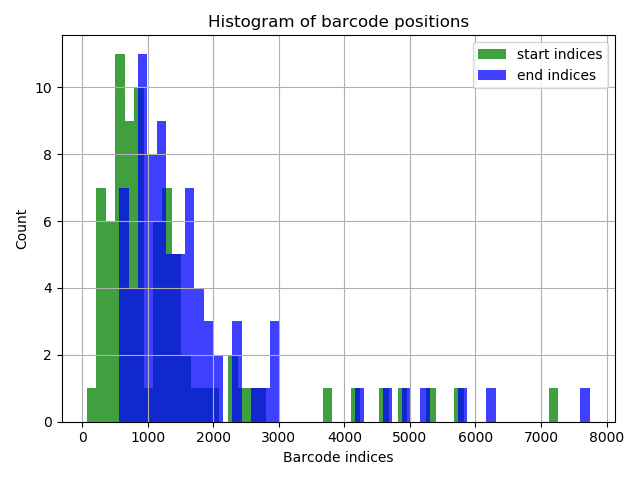 Histogram of barcode positions
start indices
end indices
10
8
6
4
2
0
Count
0 1000 2000 3000 4000 5000 6000 7000 8000
Barcode indices